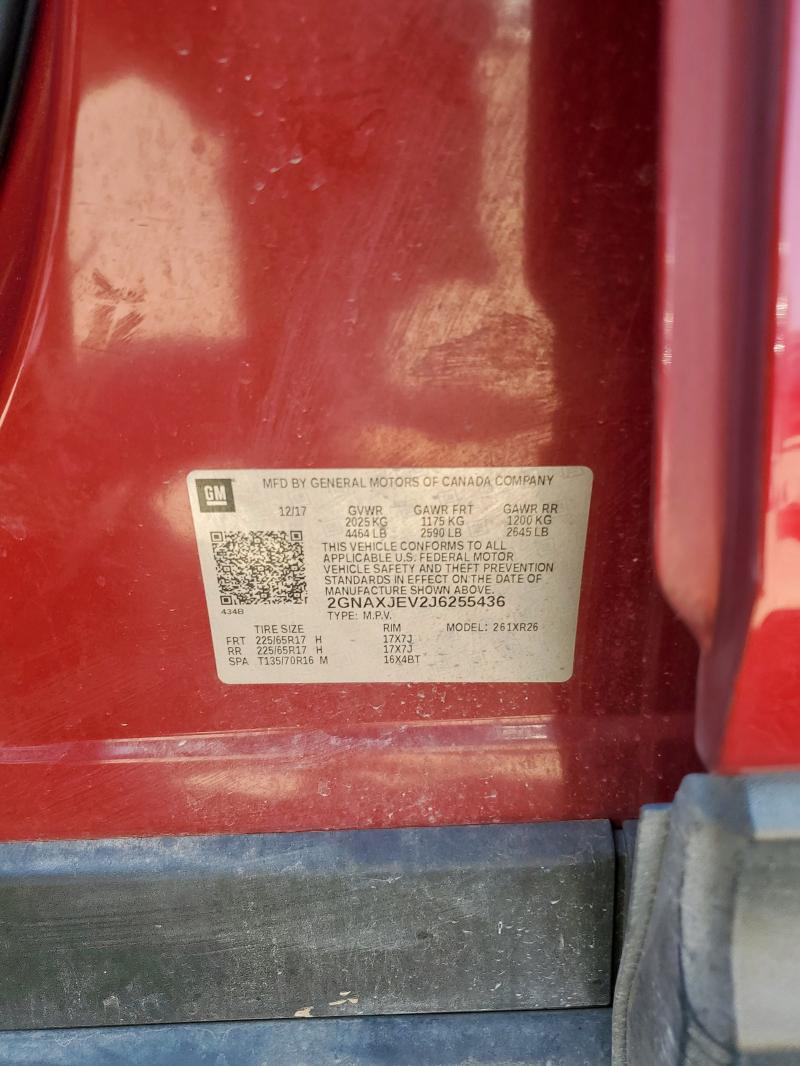 GM
MFD BY GENERAL MOTORS OF CANADA COMPANY
12/17 GVWR GAWR FRT GAWR RR
2025 KG 1175 KG 1200 KG
4464 LB 2590 LB 2645 LB
THIS VEHICLE CONFORMS TO ALL
APPLICABLE U.S. FEDERAL MOTOR
VEHICLE SAFETY AND THEFT PREVENTION
STANDARDS IN EFFECT ON THE DATE OF
MANUFACTURE SHOWN ABOVE.
434B 2GNAXJEV2J6255436
TYPE: M.P.V.
TIRE SIZE RIM MODEL: 261XR26
FRT 225/65R17 H 17X7J
RR 225/65R17 H 17X7J
SPA T135/70R16 M 16X4BT